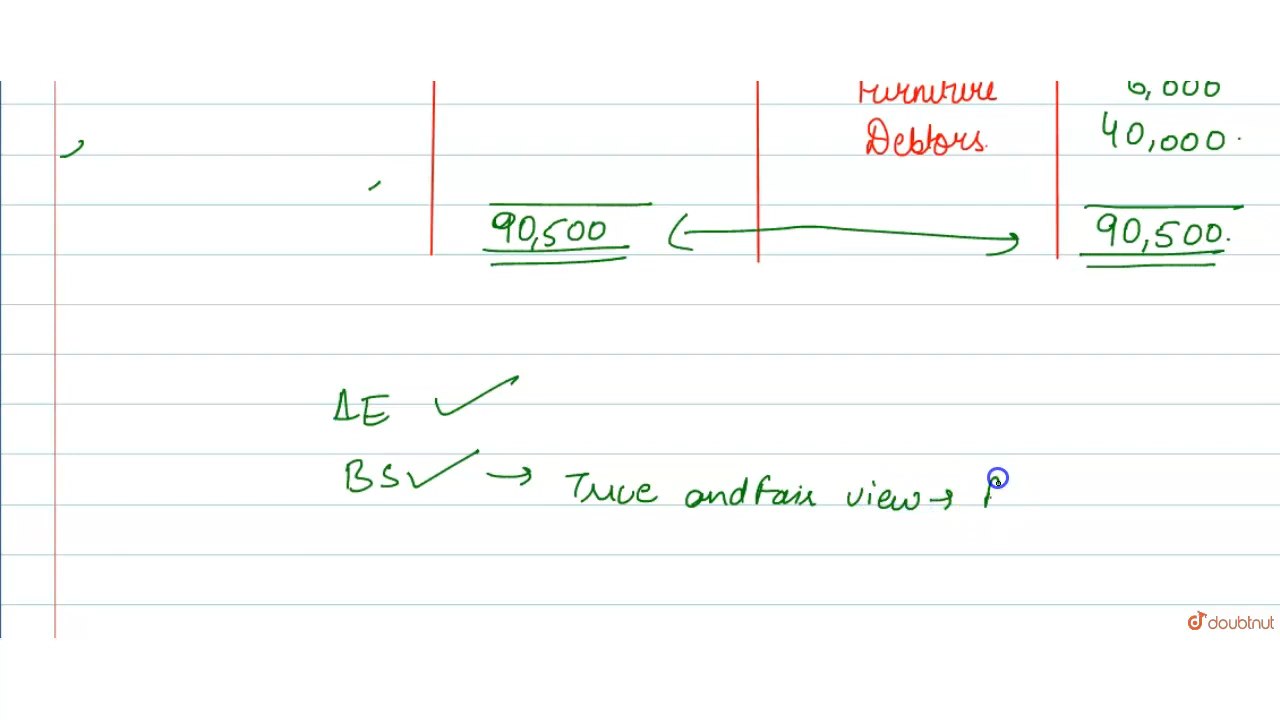 Furniture 6,000
Debtors. 40,000.
90,500 90,500.
AE ✓
BS ✓ → True and fair view → P
doubtnut